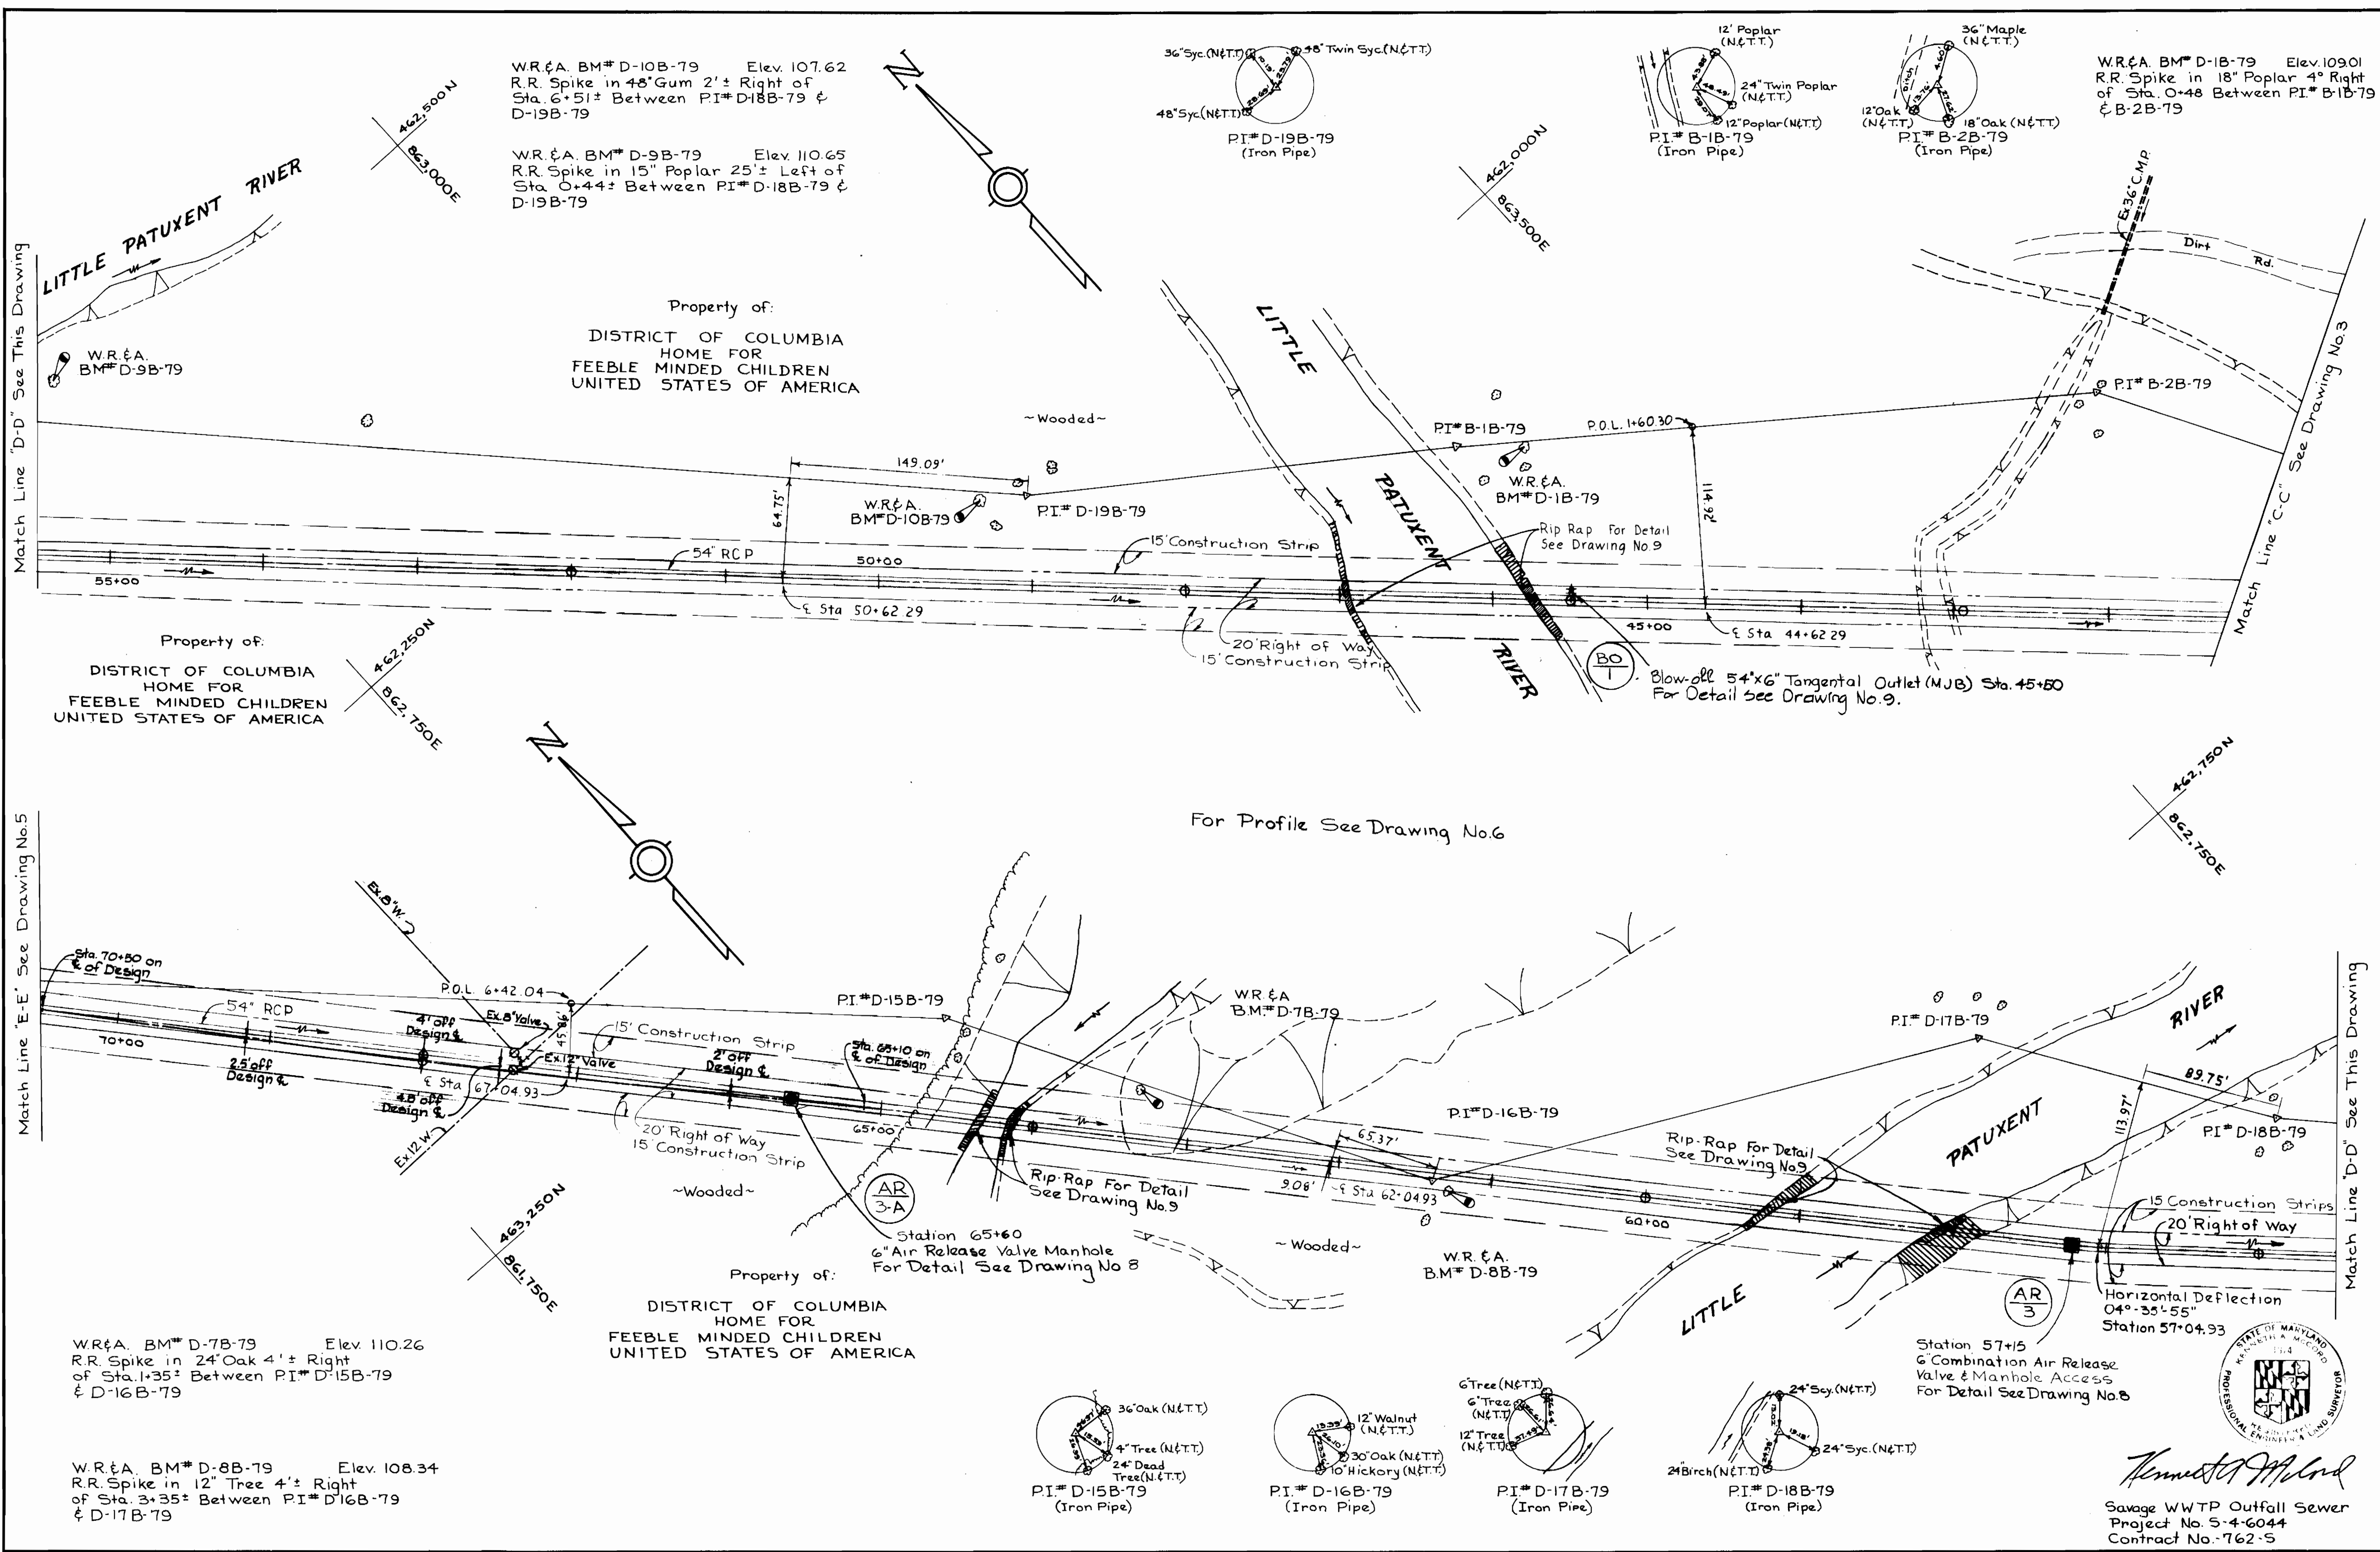 W.R.&A. BM# D-10B-79 Elev. 107.62
R.R. Spike in 48" Gum 2'± Right of
Sta. 6+51± Between P.I# D-18B-79 &
D-19B-79
W.R.&A. BM# D-9B-79 Elev. 110.65
R.R. Spike in 15" Poplar 25'± Left of
Sta 0+44± Between P.I# D-18B-79 &
D-19B-79
462,500N
863,000E
N
36"Syc.(N&T.T)
48" Twin Syc.(N&T.T.)
48"Syc.(N&T.T.)
P.I# D-19B-79
(Iron Pipe)
12' Poplar
(N&T.T.)
24" Twin Poplar
(N&T.T.)
12"Poplar(N&T.T.)
P.I.# B-1B-79
(Iron Pipe)
36"Maple
(N&T.T.)
Ditch
12"Oak
(N&T.T.)
18"Oak (N&T.T.)
P.I.# B-2B-79
(Iron Pipe)
W.R.&A. BM# D-1B-79 Elev.109.01
R.R. Spike in 18" Poplar 4° Right
of Sta. 0+48 Between P.I.# B-1B-79
& B-2B-79
462,000N
863,500E
Ex.36"C.M.P.
Dirt
Rd.
Match Line "D-D" See This Drawing
LITTLE PATUXENT RIVER
W.R.&A.
BM# D-9B-79
Property of:
DISTRICT OF COLUMBIA
HOME FOR
FEEBLE MINDED CHILDREN
UNITED STATES OF AMERICA
~Wooded~
LITTLE
PATUXENT
RIVER
P.I# B-1B-79
P.O.L. 1+60.30
P.I# B-2B-79
Match Line "C-C" See Drawing No.3
149.09'
64.75'
W.R.&A.
BM# D-10B-79
P.I.# D-19B-79
W.R.&A.
BM# D-1B-79
114.92'
Rip Rap For Detail
See Drawing No.9
54" RCP
50+00
15' Construction Strip
55+00
℄ Sta 50+62.29
20' Right of Way
15' Construction Strip
45+00
℄ Sta 44+62.29
BO
1
Blow-off 54"x6" Tangental Outlet (MJB) Sta. 45+50
For Detail See Drawing No.9.
Property of:
DISTRICT OF COLUMBIA
HOME FOR
FEEBLE MINDED CHILDREN
UNITED STATES OF AMERICA
462,250N
862,750E
N
For Profile See Drawing No.6
462,750N
862,750E
Match Line "E-E" See Drawing No.5
Ex.8"W.
Sta. 70+50 on
℄ of Design
P.O.L. 6+42.04
P.I.#D-15B-79
W.R.&A
B.M.# D-7B-79
54" RCP
4' off
Design ℄
Ex.8"Valve
45.86'
15' Construction Strip
Ex.12" Valve
2' off
Design ℄
Sta. 65+10 on
℄ of Design
70+00
2.5' off
Design ℄
℄ Sta 67+04.93
4.8' off
Design ℄
Ex.12"W.
20' Right of Way
15' Construction Strip
65+00
~Wooded~
AR
3-A
Rip-Rap For Detail
See Drawing No.9
Station 65+60
6" Air Release Valve Manhole
For Detail See Drawing No 8
65.37'
9.08'
℄ Sta 62+04.93
P.I#D-16B-79
~Wooded~
W.R.&A.
B.M# D-8B-79
60+00
Rip-Rap For Detail
See Drawing No.9
P.I.# D-17B-79
LITTLE
PATUXENT
RIVER
89.75'
113.97'
P.I# D-18B-79
15 Construction Strips
20' Right of Way
Match Line "D-D" See This Drawing
AR
3
Horizontal Deflection
04°-35'-55"
Station 57+04.93
Station 57+15
6" Combination Air Release
Valve & Manhole Access
For Detail See Drawing No.8
463,250N
861,750E
Property of:
DISTRICT OF COLUMBIA
HOME FOR
FEEBLE MINDED CHILDREN
UNITED STATES OF AMERICA
W.R&A. BM# D-7B-79 Elev. 110.26
R.R. Spike in 24"Oak 4'± Right
of Sta.1+35± Between P.I.# D-15B-79
& D-16B-79
W.R.&A. BM# D-8B-79 Elev. 108.34
R.R. Spike in 12" Tree 4'± Right
of Sta. 3+35± Between P.I# D16B-79
& D-17B-79
36"Oak (N.&T.T.)
4" Tree (N&T.T.)
24" Dead
Tree(N.&T.T.)
P.I.# D-15B-79
(Iron Pipe)
12" Walnut
(N.&T.T.)
30"Oak (N.&T.T.)
10"Hickory (N&T.T.)
P.I.# D-16B-79
(Iron Pipe)
6"Tree(N&T.T)
6"Tree
(N&T.T)
12" Tree
(N&T.T.)
P.I# D-17B-79
(Iron Pipe)
24"Scy.(N&T.T.)
24"Syc.(N&T.T)
24"Birch(N&T.T.)
P.I.# D-18B-79
(Iron Pipe)
STATE OF MARYLAND
KENNETH A. McCORD
PROFESSIONAL ENGINEER & LAND SURVEYOR
Kenneth A McCord
Savage WWTP Outfall Sewer
Project No. S-4-6044
Contract No.-762-S